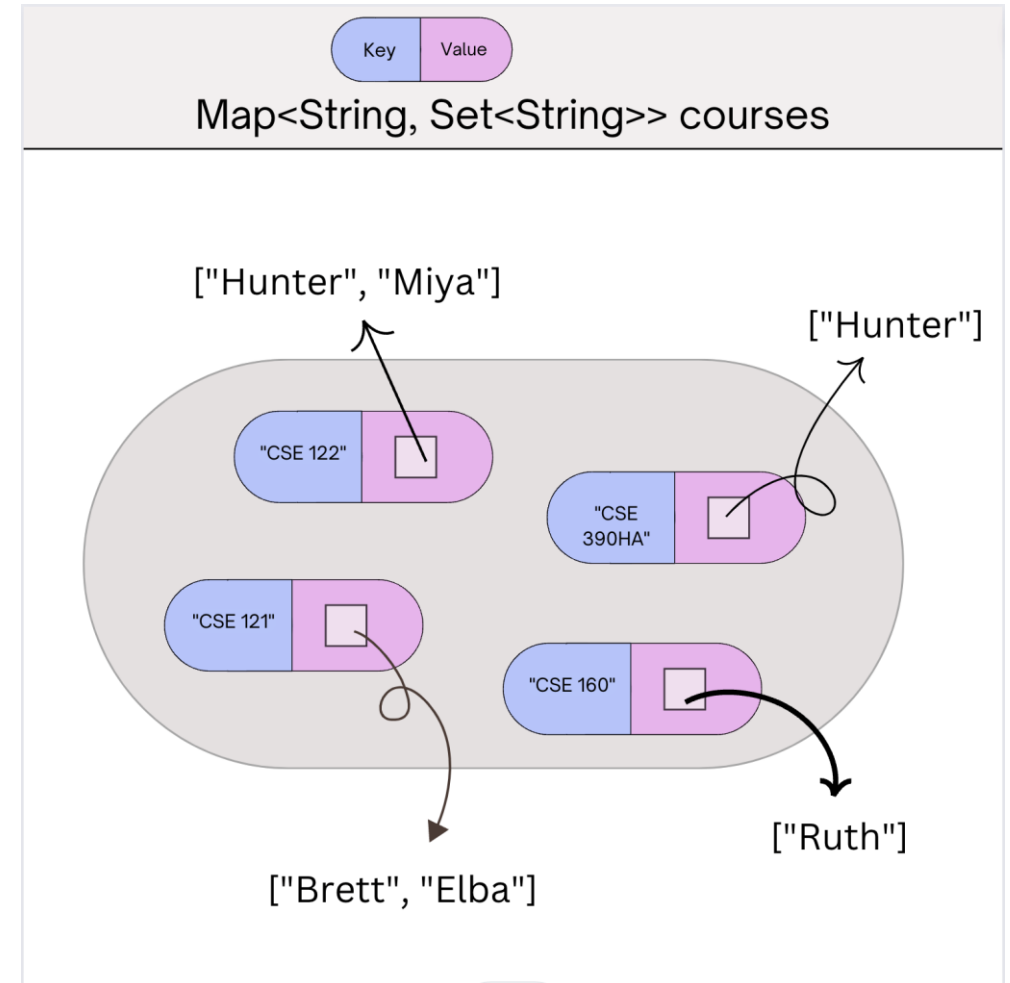 Key
Value
Map<String, Set<String>> courses
["Hunter", "Miya"]
["Hunter"]
"CSE 122"
"CSE
390HA"
"CSE 121"
"CSE 160"
["Ruth"]
["Brett", "Elba"]